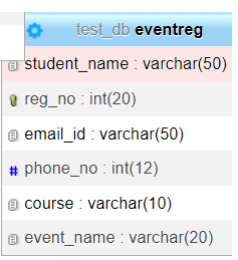 test_db eventreg
student_name : varchar(50)
reg_no : int(20)
email_id : varchar(50)
# phone_no : int(12)
course : varchar(10)
event_name : varchar(20)